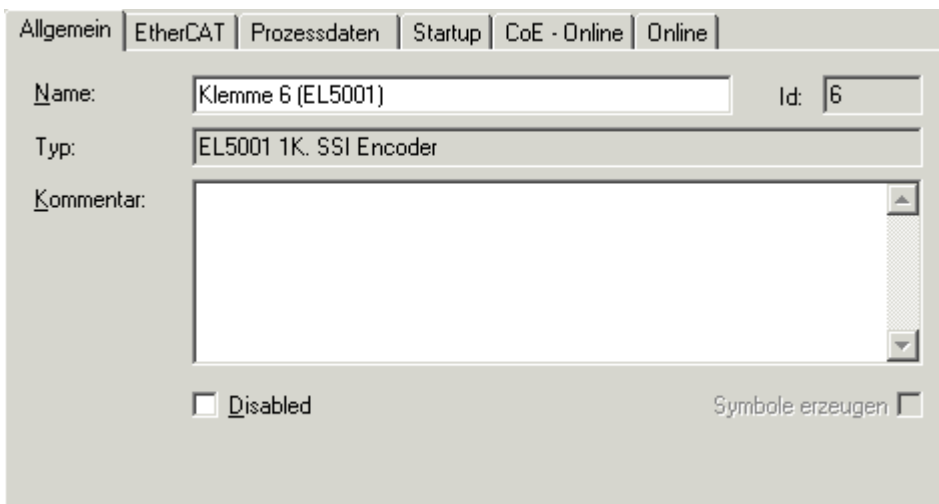 Allgemein EtherCAT Prozessdaten Startup CoE - Online Online
Name: Klemme 6 (EL5001) Id: 6
Typ: EL5001 1K. SSI Encoder
Kommentar:
Disabled Symbole erzeugen